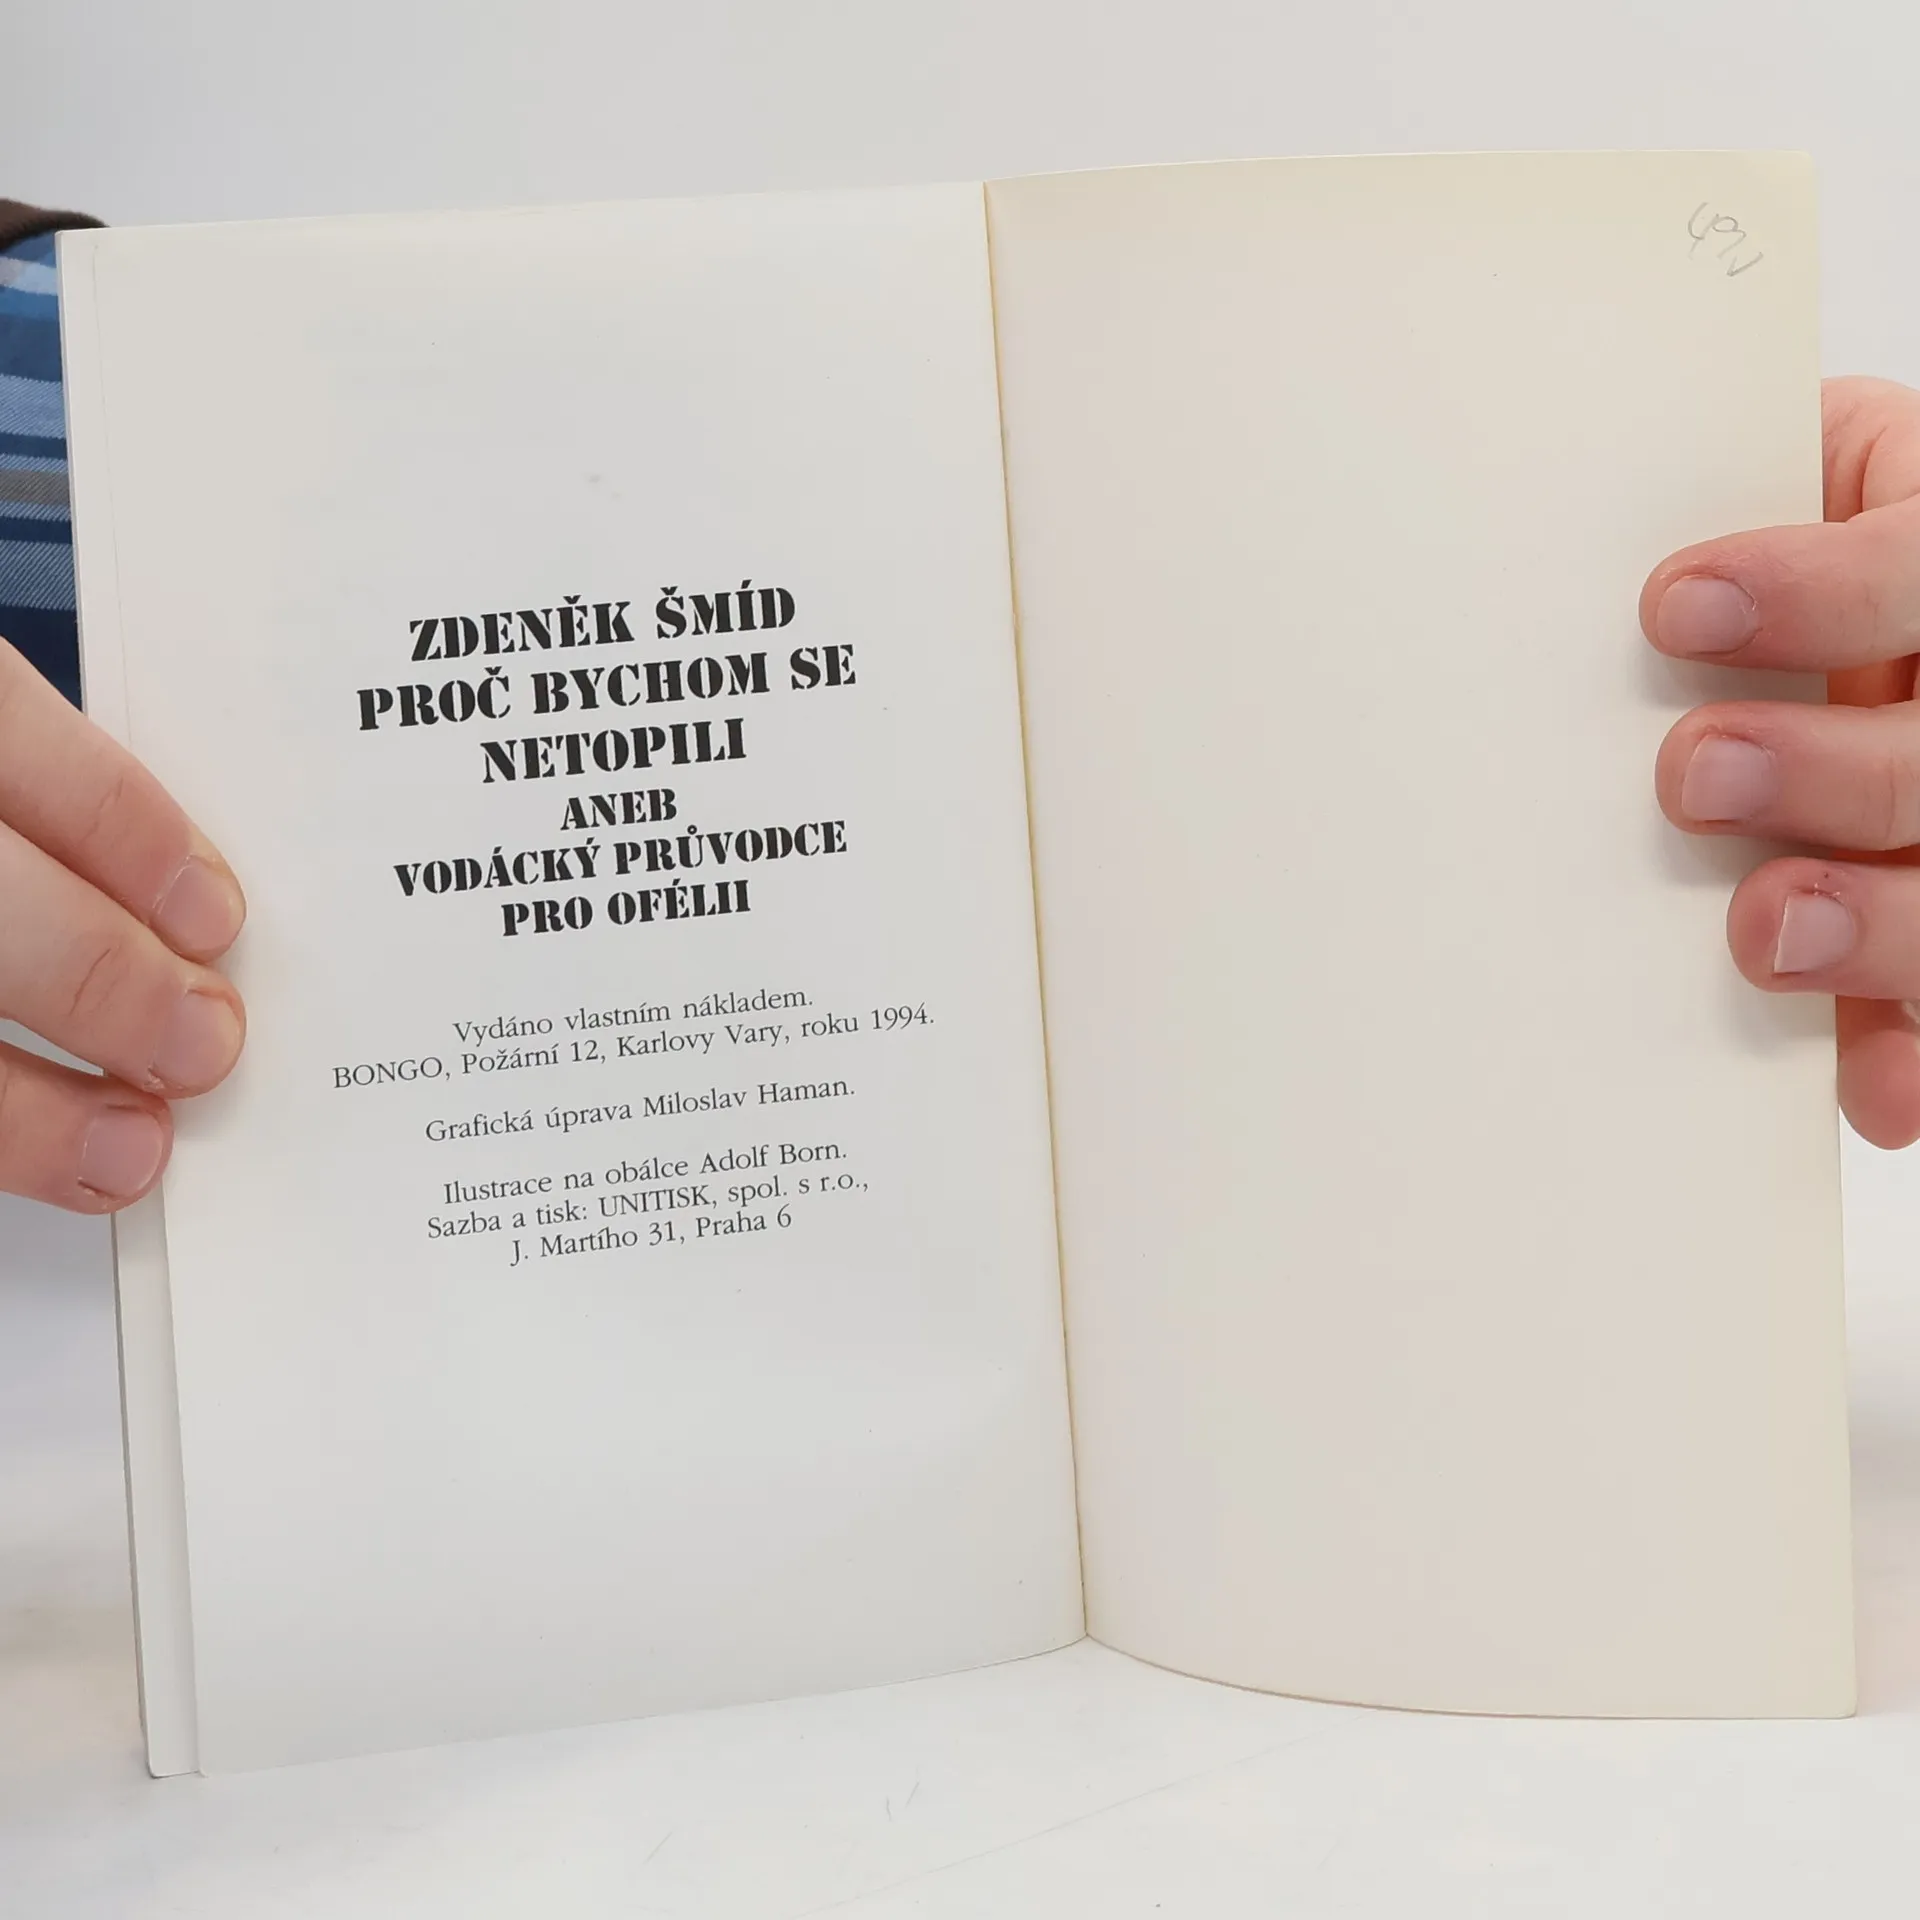 ZDENĚK ŠMÍD
PROČ BYCHOM SE
NETOPILI
ANEB
VODÁCKÝ PRŮVODCE
PRO OFÉLII
Vydáno vlastním nákladem.
BONGO, Požární 12, Karlovy Vary, roku 1994.
Grafická úprava Miloslav Haman.
Ilustrace na obálce Adolf Born.
Sazba a tisk: UNITISK, spol. s r.o.,
J. Martího 31, Praha 6